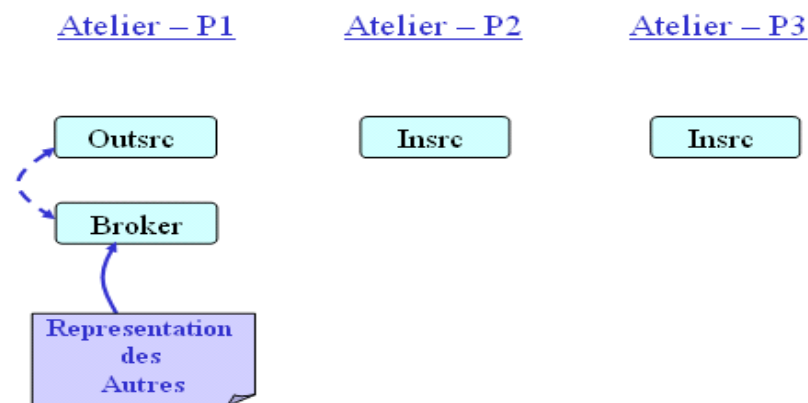 Atelier – P1 Atelier – P2 Atelier – P3
Outsrc Insrc Insrc
Broker
Representation
des
Autres